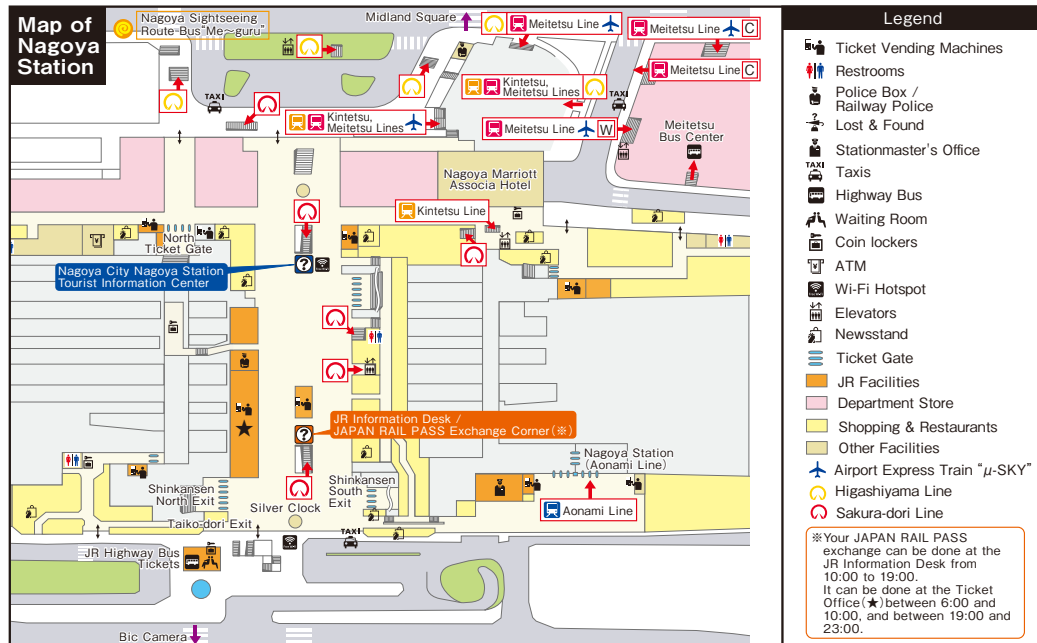 Map of
Nagoya
Station
Nagoya Sightseeing
Route Bus"Me～guru"
Midland Square
Meitetsu Line
Meitetsu Line C
Meitetsu Line C
Kintetsu,
Meitetsu Lines
TAXI
TAXI
Kintetsu,
Meitetsu Lines
Meitetsu Line W
Meitetsu
Bus Center
Nagoya Marriott
Associa Hotel
Kintetsu Line
North
Ticket Gate
Nagoya City Nagoya Station
Tourist Information Center
?
JR Information Desk /
JAPAN RAIL PASS Exchange Corner(※)
?
Nagoya Station
(Aonami Line)
Shinkansen
North Exit
Silver Clock
Shinkansen
South
Exit
Aonami Line
Taiko-dori Exit
TAXI
JR Highway Bus
Tickets
Bic Camera
Legend
Ticket Vending Machines
Restrooms
Police Box /
Railway Police
Lost & Found
Stationmaster's Office
TAXI
Taxis
Highway Bus
Waiting Room
Coin lockers
ATM
Wi-Fi Hotspot
Elevators
Newsstand
Ticket Gate
JR Facilities
Department Store
Shopping & Restaurants
Other Facilities
Airport Express Train “μ-SKY”
Higashiyama Line
Sakura-dori Line
※Your JAPAN RAIL PASS
exchange can be done at the
JR Information Desk from
10:00 to 19:00.
It can be done at the Ticket
Office(★)between 6:00 and
10:00, and between 19:00 and
23:00.